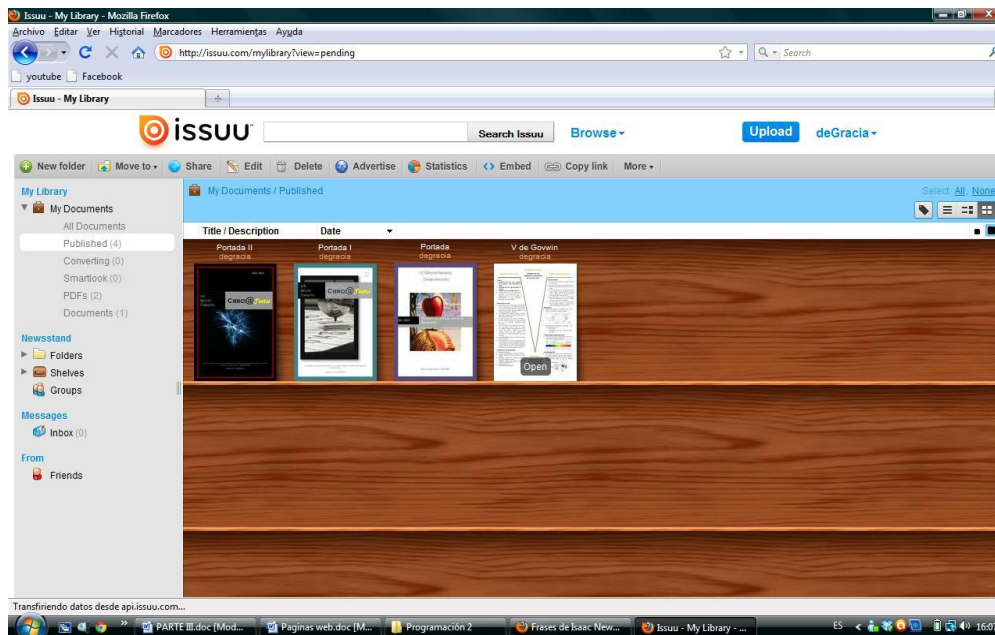 Issuu - My Library - Mozilla Firefox
Archivo Editar Ver Historial Marcadores Herramientas Ayuda
http://issuu.com/mylibrary?view=pending
Search
youtube Facebook
Issuu - My Library
issuu Search Issuu Browse Upload deGracia
New folder Move to Share Edit Delete Advertise Statistics Embed Copy link More
My Library
My Documents / Published
Select: All, None
My Documents
All Documents
Published (4)
Converting (0)
Smartlook (0)
PDFs (2)
Documents (1)
Newsstand
Folders
Shelves
Groups
Messages
Inbox (0)
From
Friends
Title / Description Date
Portada II Portada I Portada V de Govwin
degracia degracia degracia degracia
Open
Transfiriendo datos desde api.issuu.com...
PARTE III.doc [Mod... Paginas web.doc [M... Programación 2 Frases de Isaac New... Issuu - My Library - ... ES